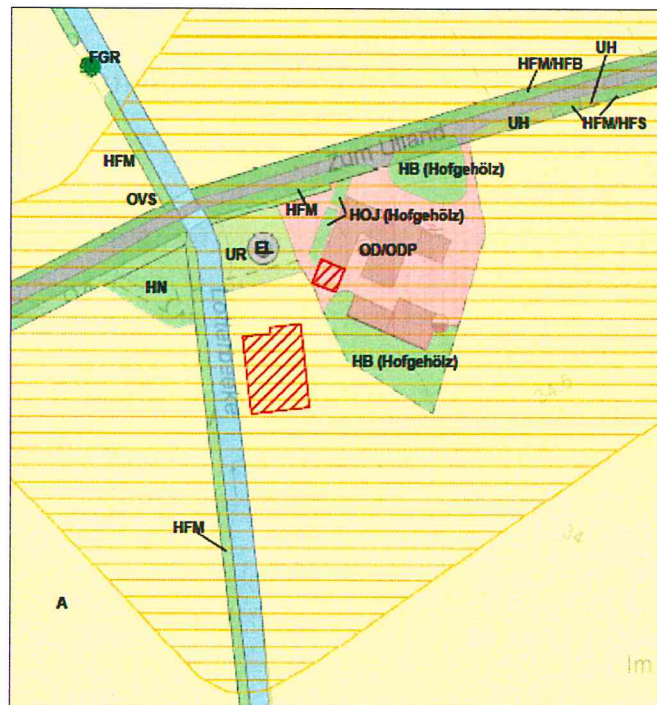 FGR
UH
HFM/HFB
UH
HFM/HFS
Zum Uhland
HFM
HB (Hofgehölz)
OVS
HFM
HOJ (Hofgehölz)
UR
EL
OD/ODP
HN
HB (Hofgehölz)
34.5
HFM
34
A
Im